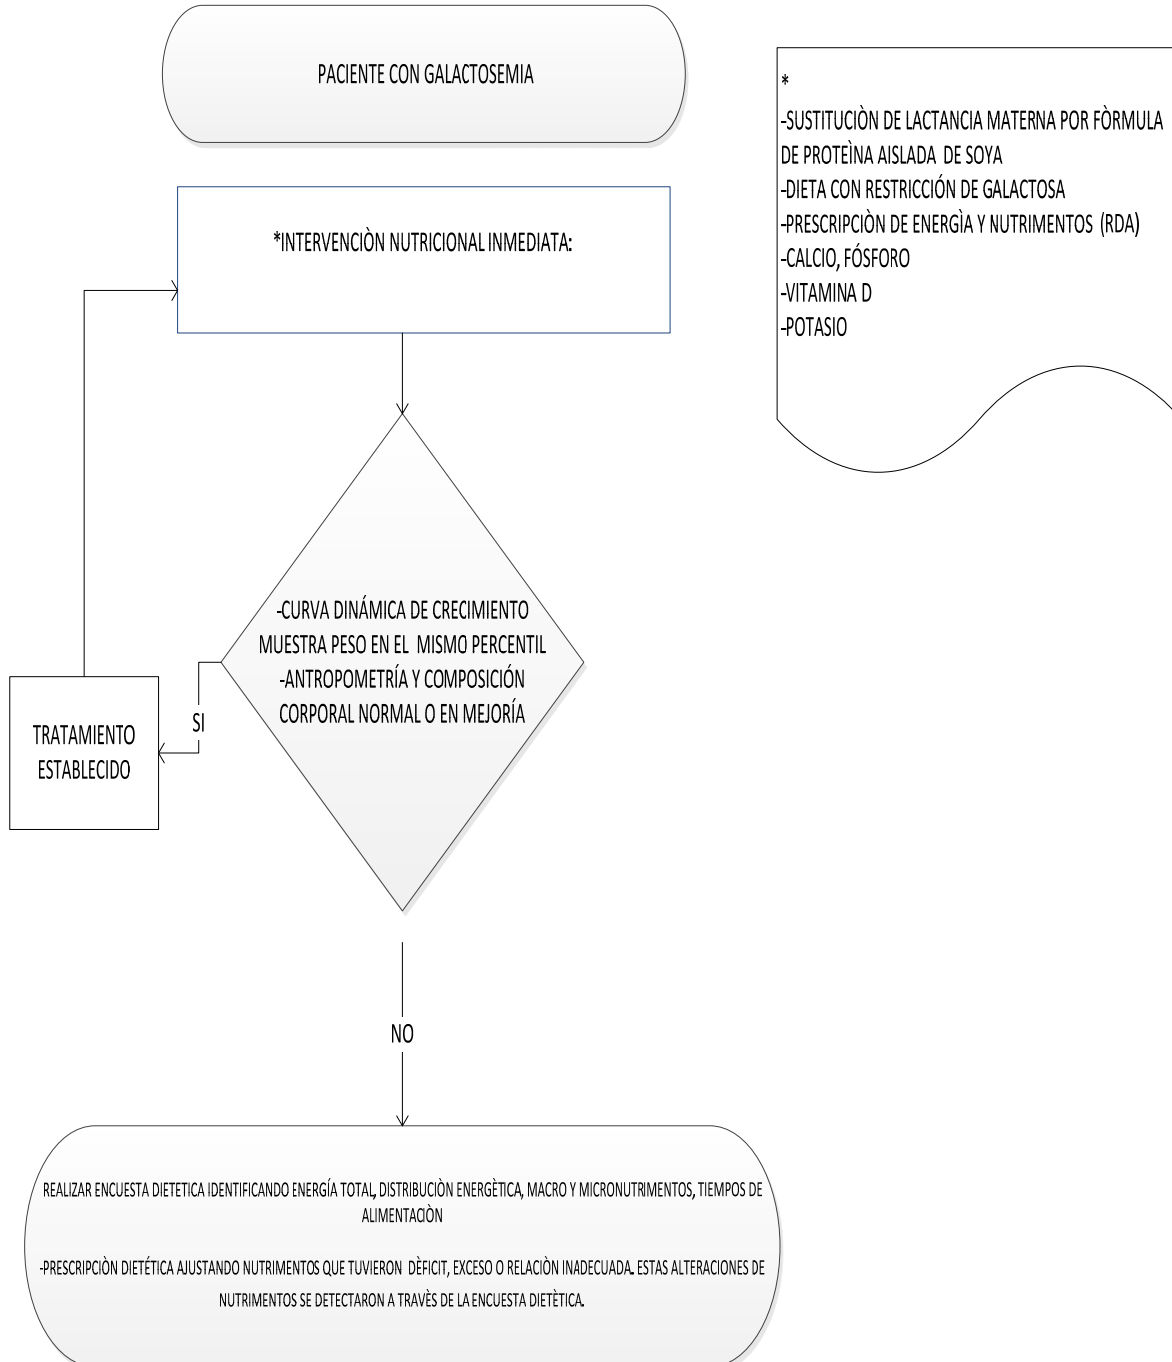 PACIENTE CON GALACTOSEMIA
*
-SUSTITUCIÒN DE LACTANCIA MATERNA POR FÒRMULA
DE PROTEÌNA AISLADA DE SOYA
-DIETA CON RESTRICCIÓN DE GALACTOSA
-PRESCRIPCIÒN DE ENERGÌA Y NUTRIMENTOS (RDA)
-CALCIO, FÓSFORO
-VITAMINA D
-POTASIO
*INTERVENCIÒN NUTRICIONAL INMEDIATA:
-CURVA DINÁMICA DE CRECIMIENTO
MUESTRA PESO EN EL MISMO PERCENTIL
-ANTROPOMETRÍA Y COMPOSICIÓN
CORPORAL NORMAL O EN MEJORÍA
SI
TRATAMIENTO
ESTABLECIDO
NO
REALIZAR ENCUESTA DIETETICA IDENTIFICANDO ENERGÍA TOTAL, DISTRIBUCIÒN ENERGÈTICA, MACRO Y MICRONUTRIMENTOS, TIEMPOS DE
ALIMENTACIÒN
-PRESCRIPCIÒN DIETÉTICA AJUSTANDO NUTRIMENTOS QUE TUVIERON DÈFICIT, EXCESO O RELACIÒN INADECUADA. ESTAS ALTERACIONES DE
NUTRIMENTOS SE DETECTARON A TRAVÈS DE LA ENCUESTA DIETÈTICA.